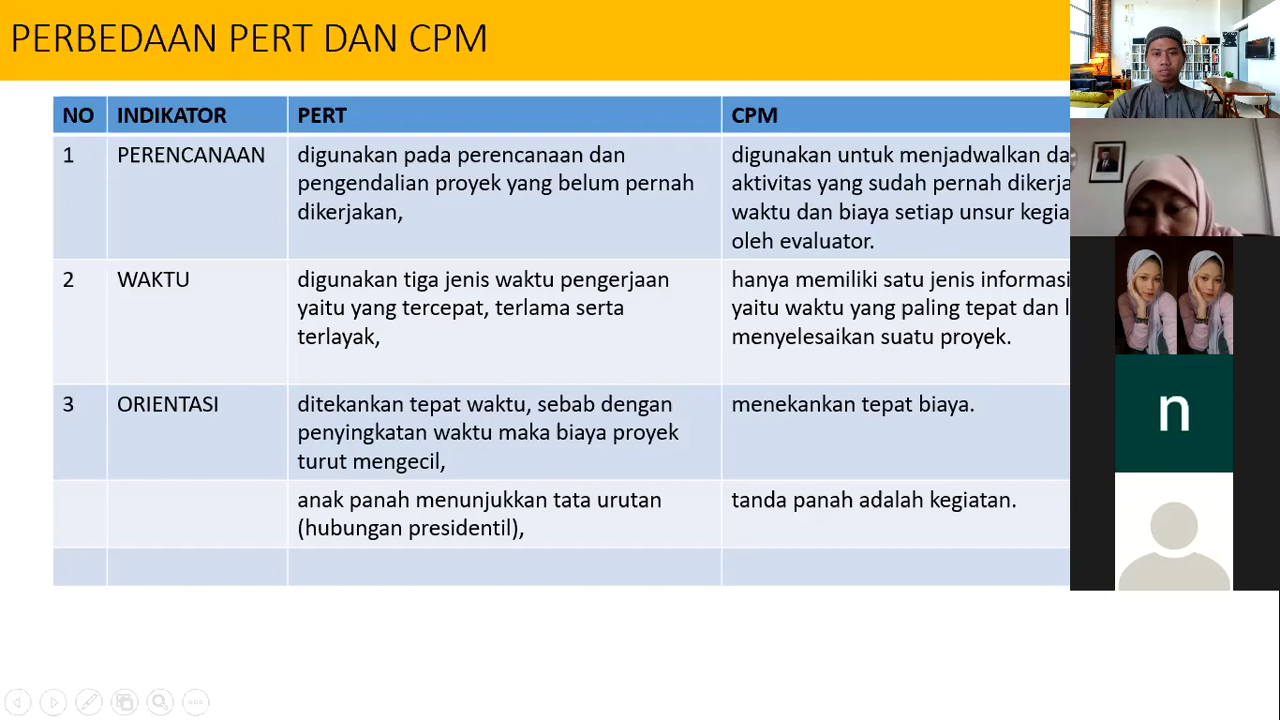 PERBEDAAN PERT DAN CPM
NO INDIKATOR PERT CPM
1 PERENCANAAN
digunakan pada perencanaan dan
pengendalian proyek yang belum pernah
dikerjakan,
digunakan untuk menjadwalkan da
aktivitas yang sudah pernah dikerja
waktu dan biaya setiap unsur kegia
oleh evaluator.
2 WAKTU
digunakan tiga jenis waktu pengerjaan
yaitu yang tercepat, terlama serta
terlayak,
hanya memiliki satu jenis informasi
yaitu waktu yang paling tepat dan l
menyelesaikan suatu proyek.
3 ORIENTASI
ditekankan tepat waktu, sebab dengan
penyingkatan waktu maka biaya proyek
turut mengecil,
menekankan tepat biaya.
anak panah menunjukkan tata urutan
(hubungan presidentil),
tanda panah adalah kegiatan.
n